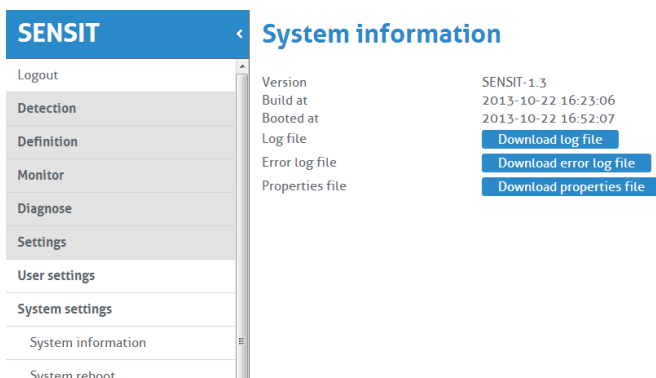 SENSIT
Logout
Detection
Definition
Monitor
Diagnose
Settings
User settings
System settings
System information
System reboot
System information
Version SENSIT-1.3
Build at 2013-10-22 16:23:06
Booted at 2013-10-22 16:52:07
Log file Download log file
Error log file Download error log file
Properties file Download properties file